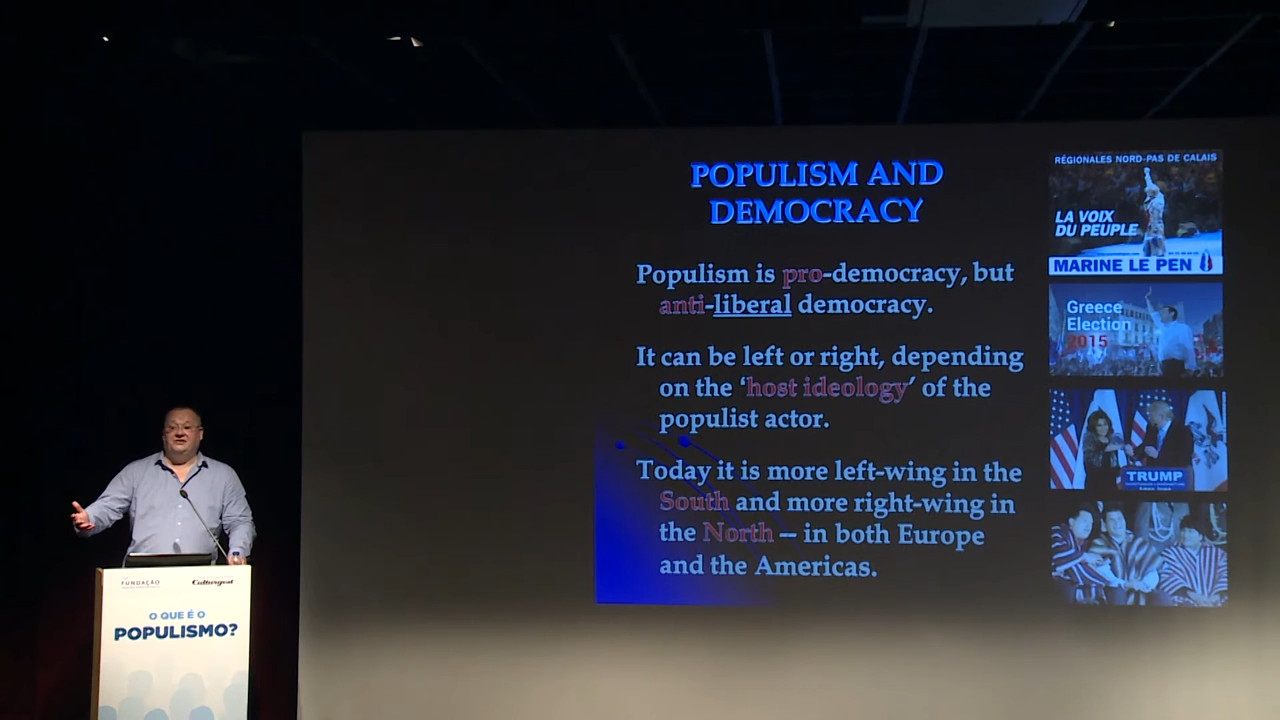 POPULISM AND
DEMOCRACY
Populism is pro-democracy, but
anti-liberal democracy.
It can be left or right, depending
on the ‘host ideology’ of the
populist actor.
Today it is more left-wing in the
South and more right-wing in
the North -- in both Europe
and the Americas.
RÉGIONALES NORD-PAS DE CALAIS
LA VOIX
DU PEUPLE
MARINE LE PEN
Greece
Election
2015
TRUMP
FUNDAÇÃO
Culturgest
O QUE É O
POPULISMO?